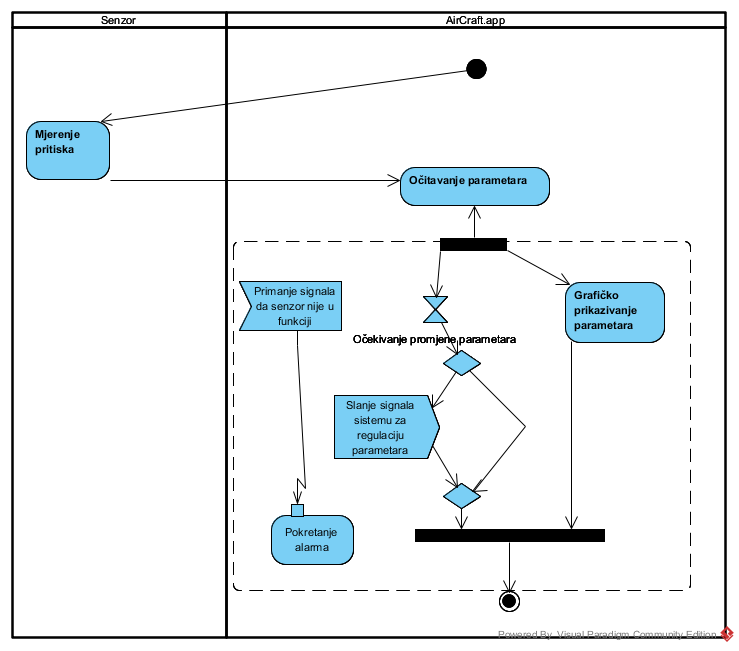 Senzor
AirCraft.app
Mjerenje
pritiska
Očitavanje parametara
Primanje signala
da senzor nije u
funkciji
Grafičko
prikazivanje
parametara
Očekivanje promjene parametara
Slanje signala
sistemu za
regulaciju
parametara
Pokretanje
alarma
Powered By Visual Paradigm Community Edition